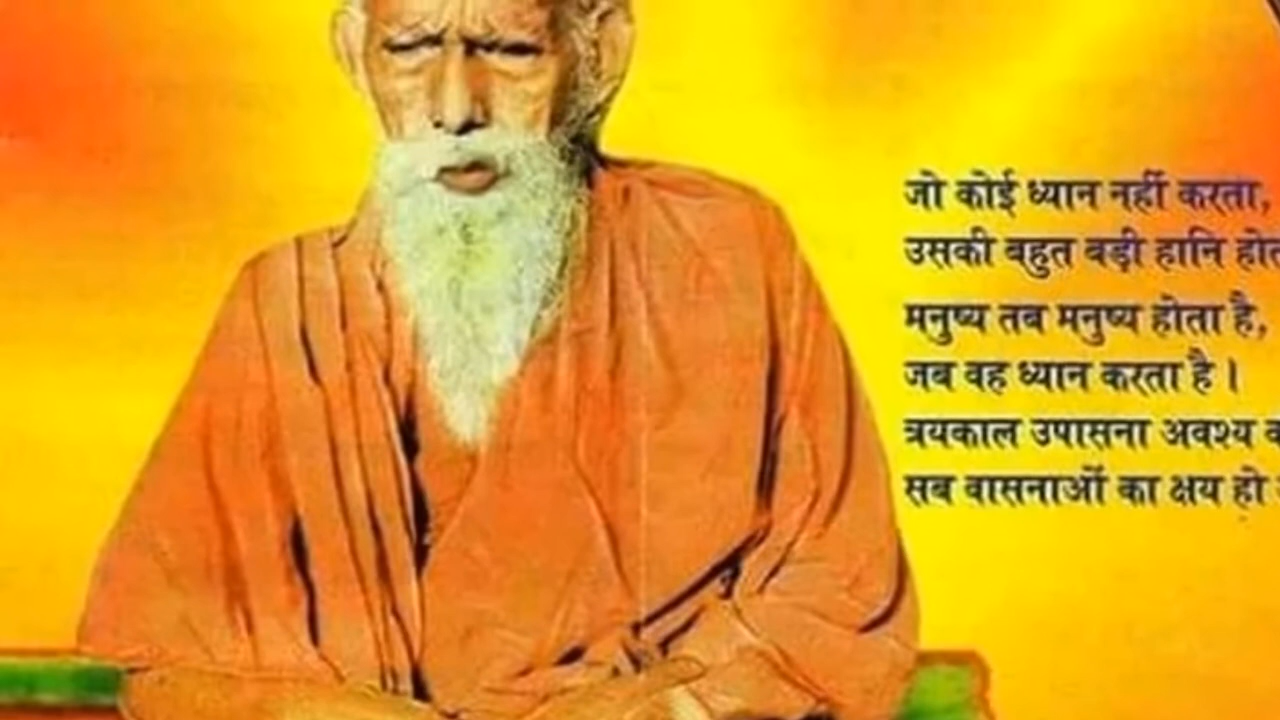 जो कोई ध्यान नहीं करता,
उसकी बहुत बड़ी हानि
मनुष्य तब मनुष्य होता है,
जब वह ध्यान करता है ।
त्रयकाल उपासना अवश्य
सब वासनाओं का क्षय हो